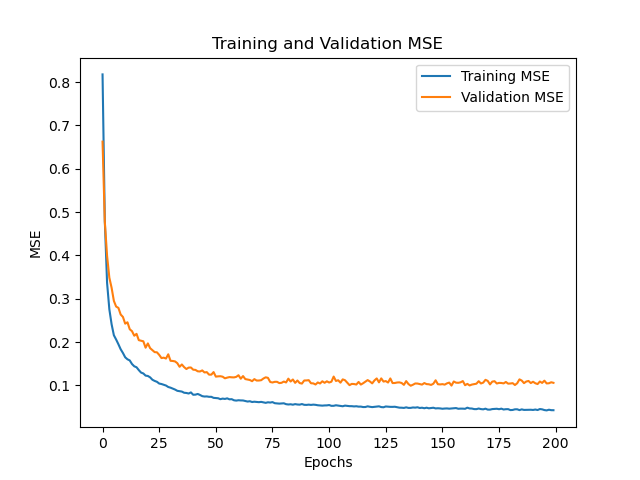 Training and Validation MSE
Training MSE
Validation MSE
0.8
0.7
0.6
0.5
0.4
0.3
0.2
0.1
MSE
0 25 50 75 100 125 150 175 200
Epochs